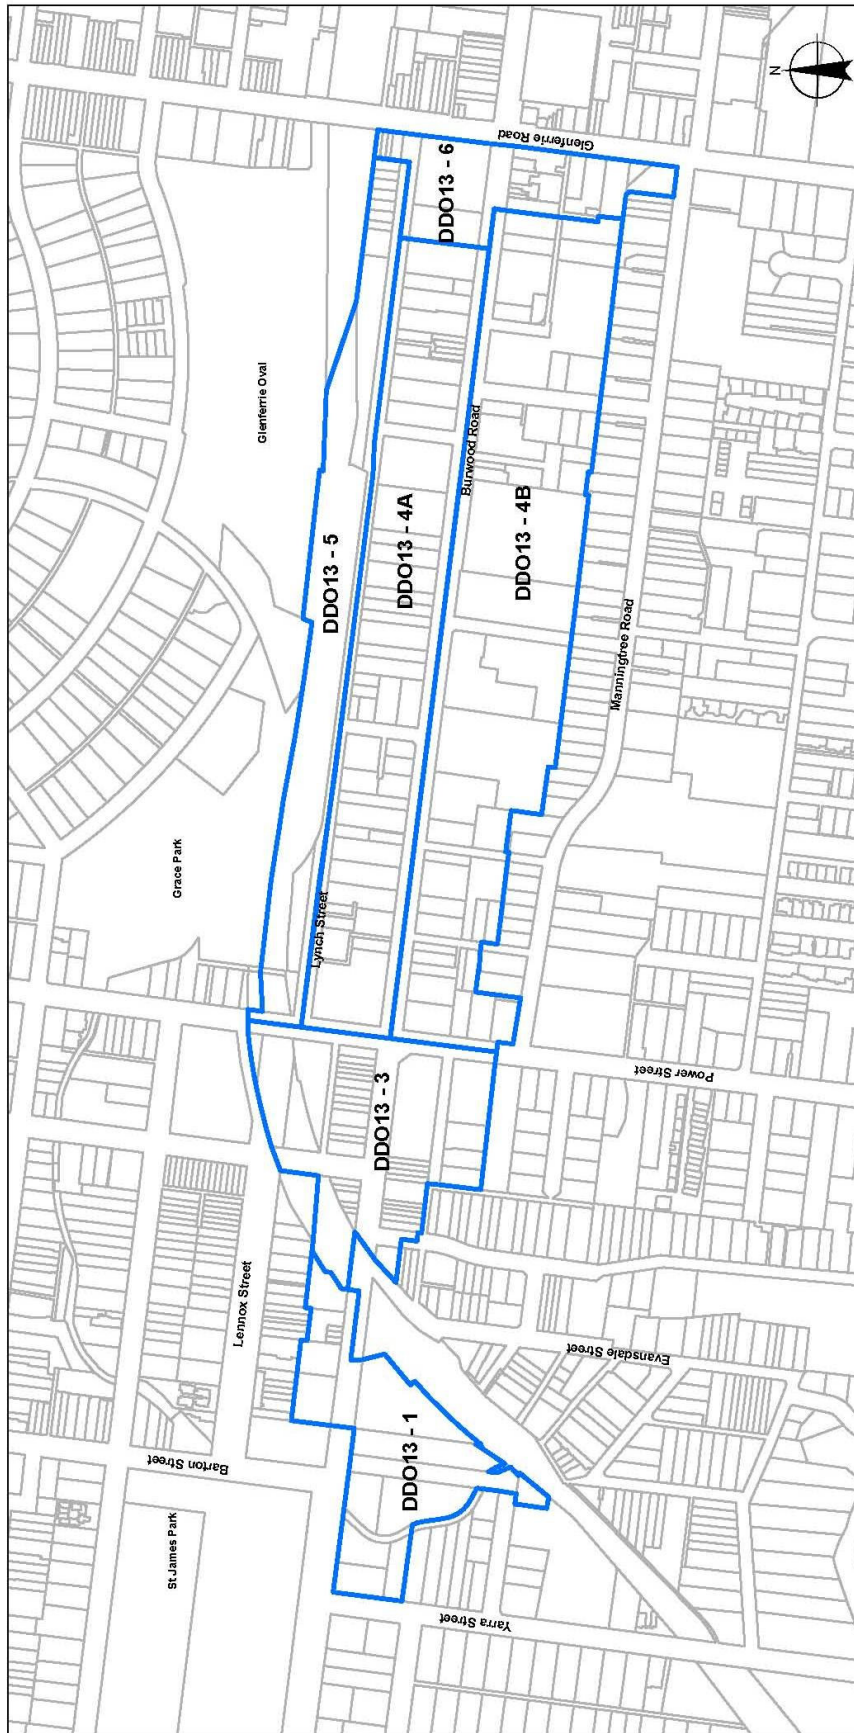 N
Glenferrie Road
DDO13 - 6
Glenferrie Oval
DDO13 - 5
DDO13 - 4A
Burwood Road
DDO13 - 4B
Manningtree Road
Grace Park
Lynch Street
DDO13 - 3
Power Street
Lennox Street
Evansdale Street
Barton Street
DDO13 - 1
St James Park
Yarra Street